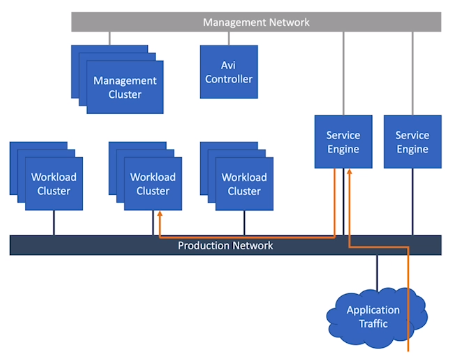 Management Network
Management
Cluster
Avi
Controller
Service
Engine
Service
Engine
Workload
Cluster
Workload
Cluster
Workload
Cluster
Production Network
Application
Traffic